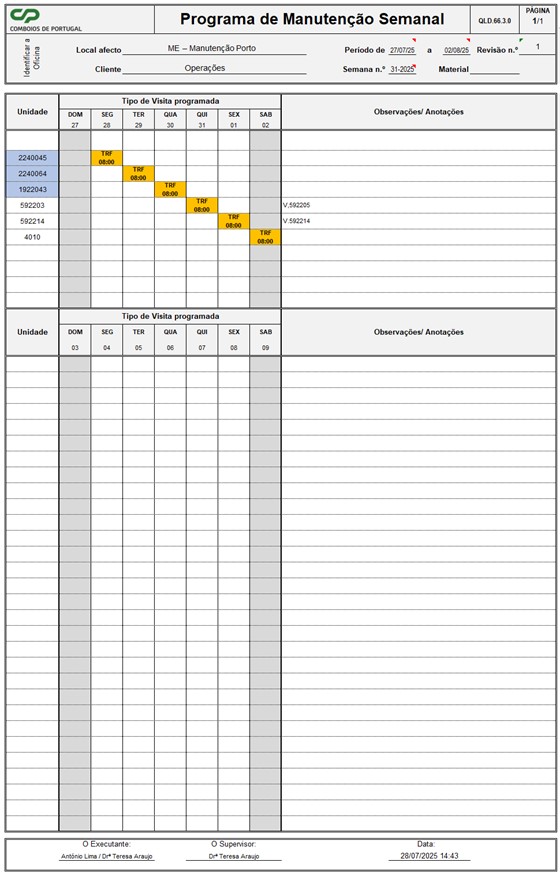 CP
COMBOIOS DE PORTUGAL
Programa de Manutenção Semanal
QLD.66.3.0
PÁGINA
1/1
Identificar a
Oficina
Local afecto ME – Manutenção Porto
Periodo de 27/07/25 a 02/08/25 Revisão n.º 1
Cliente Operações
Semana n.º 31-2025 Material
Unidade
Tipo de Visita programada
Observações/ Anotações
DOM SEG TER QUA QUI SEX SAB
27 28 29 30 31 01 02
2240045 TRF 08:00
2240064 TRF 08:00
1922043 TRF 08:00
592203 TRF 08:00 V,592205
592214 TRF 08:00 V.592214
4010 TRF 08:00
Unidade
Tipo de Visita programada
Observações/ Anotações
DOM SEG TER QUA QUI SEX SAB
03 04 05 06 07 08 09
O Executante: O Supervisor: Data:
António Lima / Drª Teresa Araujo Drª Teresa Araujo 28/07/2025 14:43